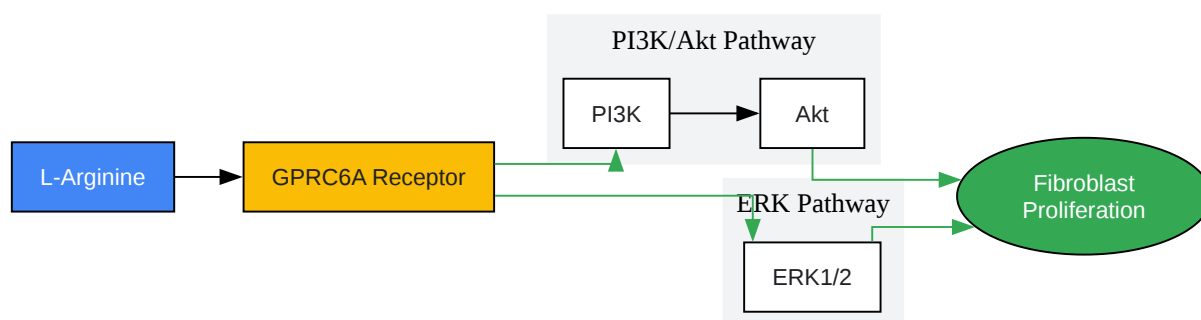 PI3K/Akt Pathway
PI3K
Akt
L-Arginine
GPRC6A Receptor
Fibroblast
Proliferation
ERK Pathway
ERK1/2